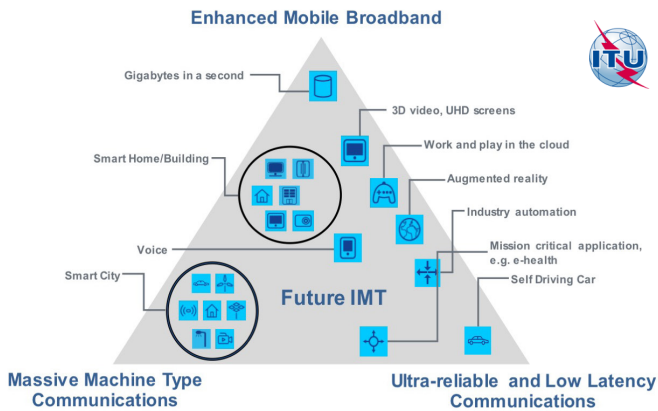 Enhanced Mobile Broadband
ITU
Gigabytes in a second
3D video, UHD screens
Smart Home/Building
Work and play in the cloud
Augmented reality
Industry automation
Voice
Mission critical application,
e.g. e-health
Smart City
Self Driving Car
Future IMT
Massive Machine Type
Communications
Ultra-reliable and Low Latency
Communications